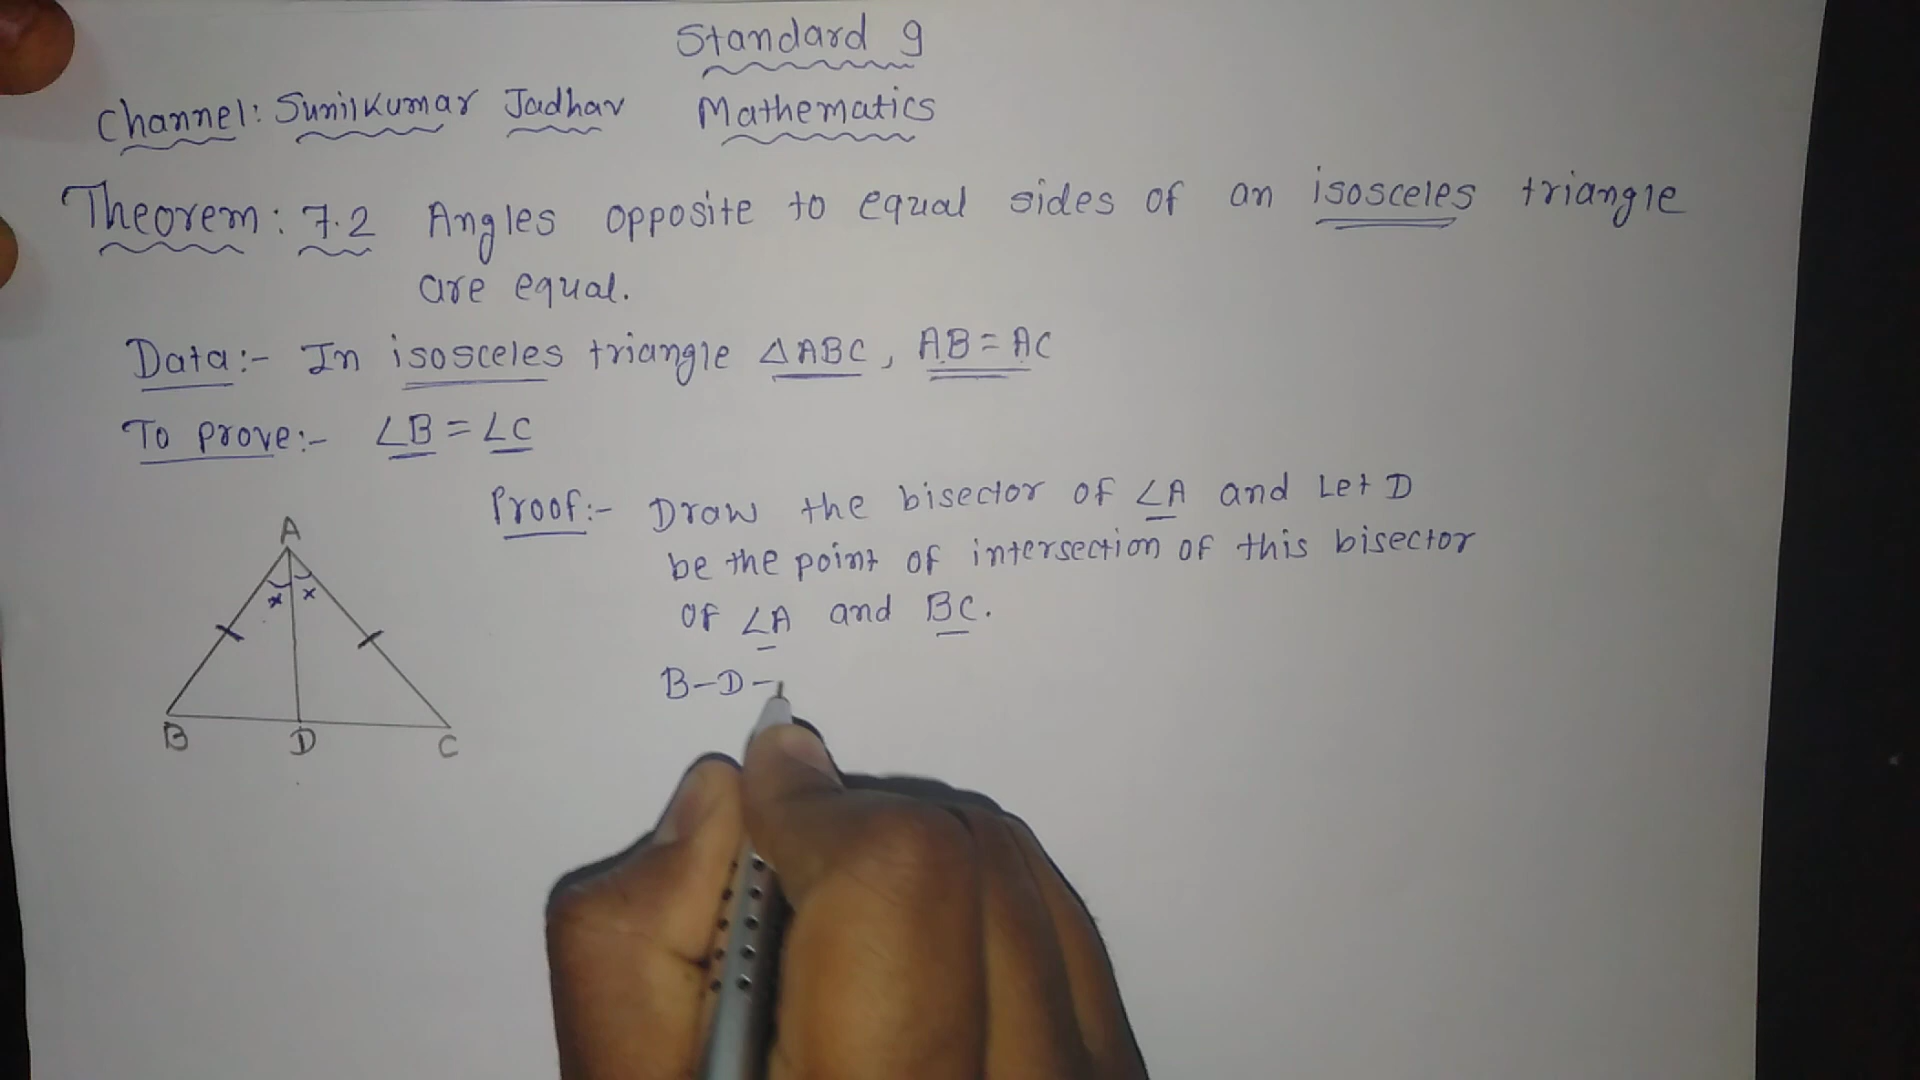 Standard 9
Channel: Sunilkumar Jadhav Mathematics
Theorem: 7.2 Angles opposite to equal sides of an isosceles triangle
are equal.
Data:- In isosceles triangle △ABC, AB = AC
To prove:- ∠B = ∠C
Proof:- Draw the bisector of ∠A and Let D
be the point of intersection of this bisector
of ∠A and BC.
B-D-
A
x x
B D C